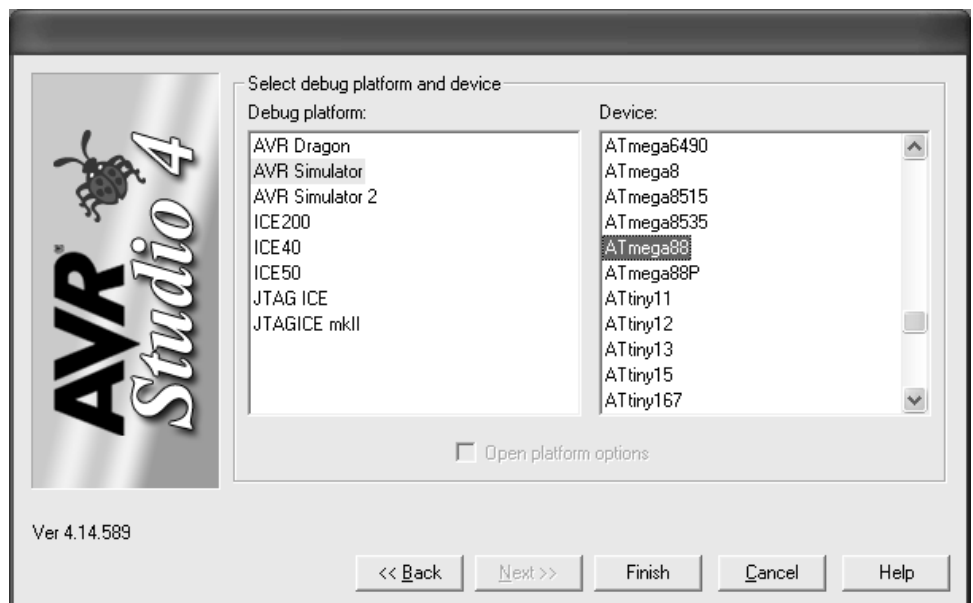 AVR®
Studio 4
Select debug platform and device
Debug platform:
AVR Dragon
AVR Simulator
AVR Simulator 2
ICE200
ICE40
ICE50
JTAG ICE
JTAGICE mkII
Device:
ATmega6490
ATmega8
ATmega8515
ATmega8535
ATmega88
ATmega88P
ATtiny11
ATtiny12
ATtiny13
ATtiny15
ATtiny167
Open platform options
Ver 4.14.589
<< Back
Next >>
Finish
Cancel
Help